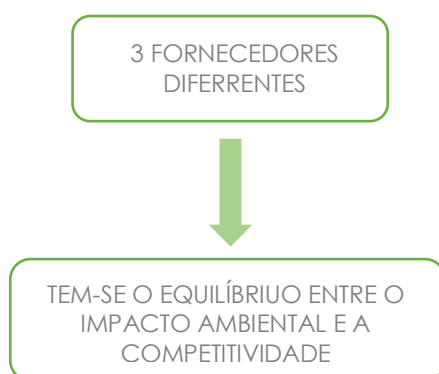 3 FORNECEDORES
DIFERRENTES
TEM-SE O EQUILÍBRIUO ENTRE O
IMPACTO AMBIENTAL E A
COMPETITIVIDADE